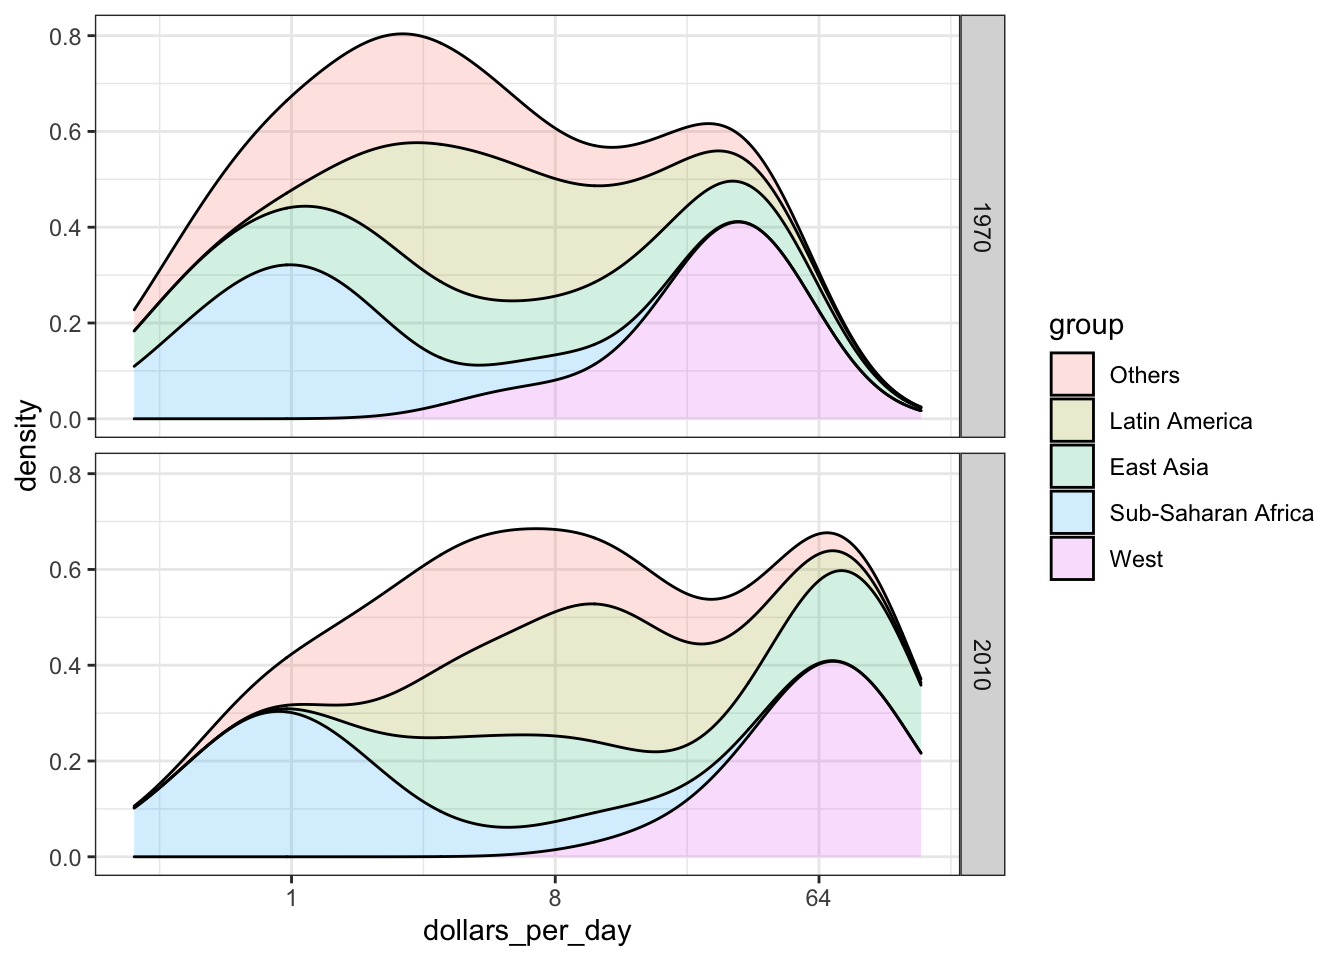 0.8
0.6
0.4
0.2
0.0
1970
0.8
0.6
0.4
0.2
0.0
2010
density
1 8 64
dollars_per_day
group
Others
Latin America
East Asia
Sub-Saharan Africa
West